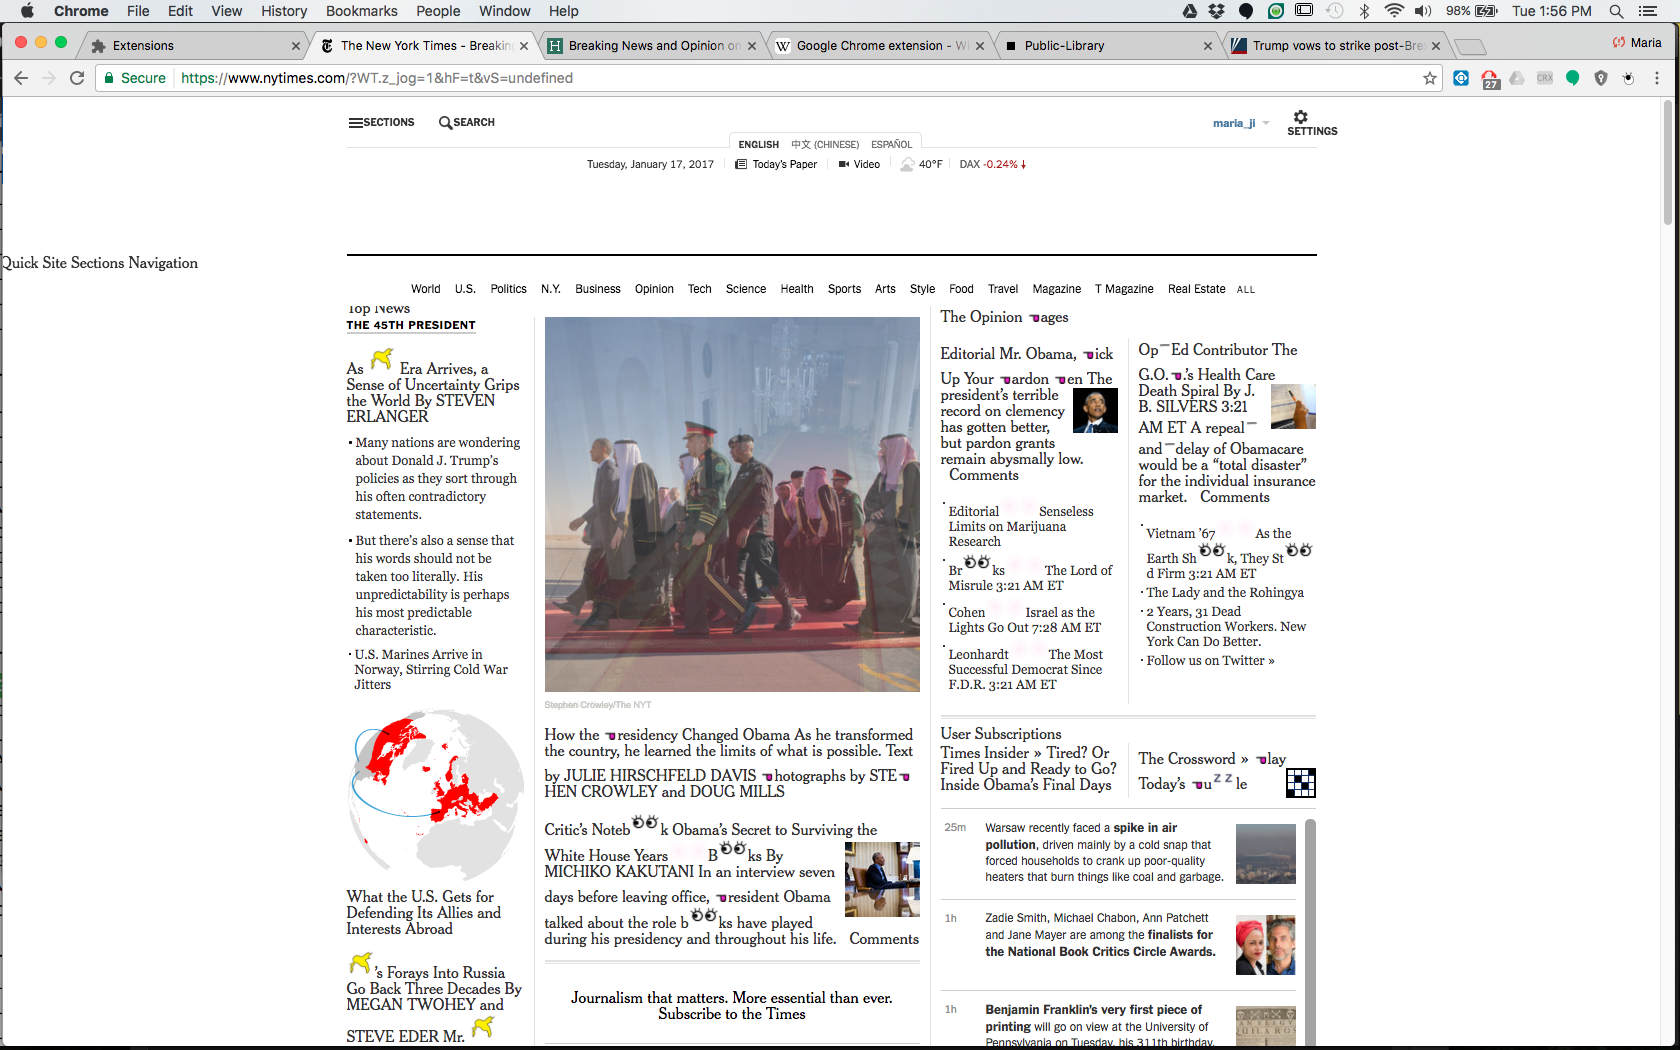 Chrome File Edit View History Bookmarks People Window Help 98% Tue 1:56 PM
Extensions The New York Times - Breaking Breaking News and Opinion on Google Chrome extension - Wi Public-Library Trump vows to strike post-Brex Maria
Secure https://www.nytimes.com/?WT.z_jog=1&hF=t&vS=undefined 27 CRX
SECTIONS SEARCH maria_ji SETTINGS
ENGLISH 中文 (CHINESE) ESPAÑOL
Tuesday, January 17, 2017 Today's Paper Video 40°F DAX -0.24%
Quick Site Sections Navigation
World U.S. Politics N.Y. Business Opinion Tech Science Health Sports Arts Style Food Travel Magazine T Magazine Real Estate ALL
Top News
THE 45TH PRESIDENT
As Era Arrives, a
Sense of Uncertainty Grips
the World By STEVEN
ERLANGER
Many nations are wondering
about Donald J. Trump's
policies as they sort through
his often contradictory
statements.
But there's also a sense that
his words should not be
taken too literally. His
unpredictability is perhaps
his most predictable
characteristic.
U.S. Marines Arrive in
Norway, Stirring Cold War
Jitters
What the U.S. Gets for
Defending Its Allies and
Interests Abroad
's Forays Into Russia
Go Back Three Decades By
MEGAN TWOHEY and
STEVE EDER Mr.
Stephen Crowley/The NYT
How the residency Changed Obama As he transformed
the country, he learned the limits of what is possible. Text
by JULIE HIRSCHFELD DAVIS hotographs by STE
HEN CROWLEY and DOUG MILLS
Critic's Noteb k Obama's Secret to Surviving the
White House Years B ks By
MICHIKO KAKUTANI In an interview seven
days before leaving office, resident Obama
talked about the role b ks have played
during his presidency and throughout his life. Comments
Journalism that matters. More essential than ever.
Subscribe to the Times
The Opinion ages
Editorial Mr. Obama, ick
Up Your ardon en The
president's terrible
record on clemency
has gotten better,
but pardon grants
remain abysmally low.
Comments
Editorial Senseless
Limits on Marijuana
Research
Br ks The Lord of
Misrule 3:21 AM ET
Cohen Israel as the
Lights Go Out 7:28 AM ET
Leonhardt The Most
Successful Democrat Since
F.D.R. 3:21 AM ET
Op Ed Contributor The
G.O. .'s Health Care
Death Spiral By J.
B. SILVERS 3:21
AM ET A repeal
and delay of Obamacare
would be a "total disaster"
for the individual insurance
market. Comments
Vietnam '67 As the
Earth Sh k, They St
d Firm 3:21 AM ET
The Lady and the Rohingya
2 Years, 31 Dead
Construction Workers. New
York Can Do Better.
Follow us on Twitter »
User Subscriptions
Times Insider » Tired? Or
Fired Up and Ready to Go?
Inside Obama's Final Days
The Crossword » lay
Today's u z z le
25m Warsaw recently faced a spike in air
pollution, driven mainly by a cold snap that
forced households to crank up poor-quality
heaters that burn things like coal and garbage.
1h Zadie Smith, Michael Chabon, Ann Patchett
and Jane Mayer are among the finalists for
the National Book Critics Circle Awards.
1h Benjamin Franklin's very first piece of
printing will go on view at the University of
Pennsylvania on Tuesday, his 311th birthday.